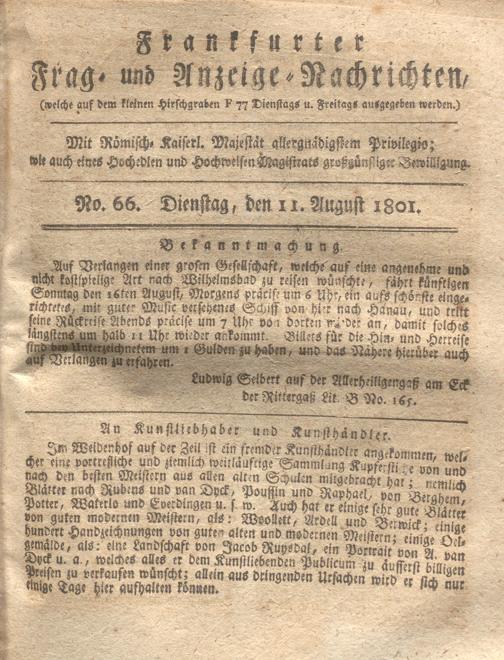 Frankfurter
Frag- und Anzeige-Nachrichten,
(welche auf dem kleinen Hirschgraben F 77 Dienstags u. Freitags ausgegeben werden.)
Mit Römisch-Kaiserl. Majestät allergnädigstem Privilegio;
wie auch eines Hochedlen und Hochweisen Magistrats großgünstiger Bewilligung.
No. 66. Dienstag, den 11. August 1801.
Bekanntmachung.
Auf Verlangen einer grosen Gesellschaft, welche auf eine angenehme und
nicht kostspielige Art nach Wilhelmsbad zu reisen wünschte, fährt künftigen
Sonntag den 16ten August, Morgens präcise um 6 Uhr, ein aufs schönste einge-
richtetes, mit guter Music versehenes Schiff von hier nach Hanau, und tritt
seine Rückreise Abends präcise um 7 Uhr von dorten wieder an, damit solches
längstens um halb 11 Uhr wieder ankommt. Billets für die Hin- und Herreise
sind bey Unterzeichnetem um 1 Gulden zu haben, und das Nähere hierüber auch
auf Verlangen zu erfahren.
Ludwig Seibert auf der Allerheiligengaß am Eck
der Rittergaß Lit. B No. 165.
An Kunstliebhaber und Kunsthändler.
Im Weidenhof auf der Zeil ist ein fremder Kunsthändler angekommen, wel-
cher eine vortrefliche und ziemlich weitläuftige Sammlung Kupferstiche von und
nach den besten Meistern aus allen alten Schulen mitgebracht hat; nemlich
Blätter nach Rubens und van Dyck, Poussin und Raphael, von Berghem,
Potter, Waterlo und Everdingen u. s. w. Auch hat er einige sehr gute Blätter
von guten modernen Meistern, als: Woollett, Ardell und Berwick; einige
hundert Handzeichnungen von guten alten und modernen Meistern; einige Oel-
gemälde, als: eine Landschaft von Jacob Ruysdal, ein Portrait von A. van
Dyck u. a., welches alles er dem Kunstliebenden Publicum zu äusserst billigen
Preisen zu verkaufen wünscht; allein aus dringenden Ursachen wird er sich nur
einige Tage hier aufhalten können.